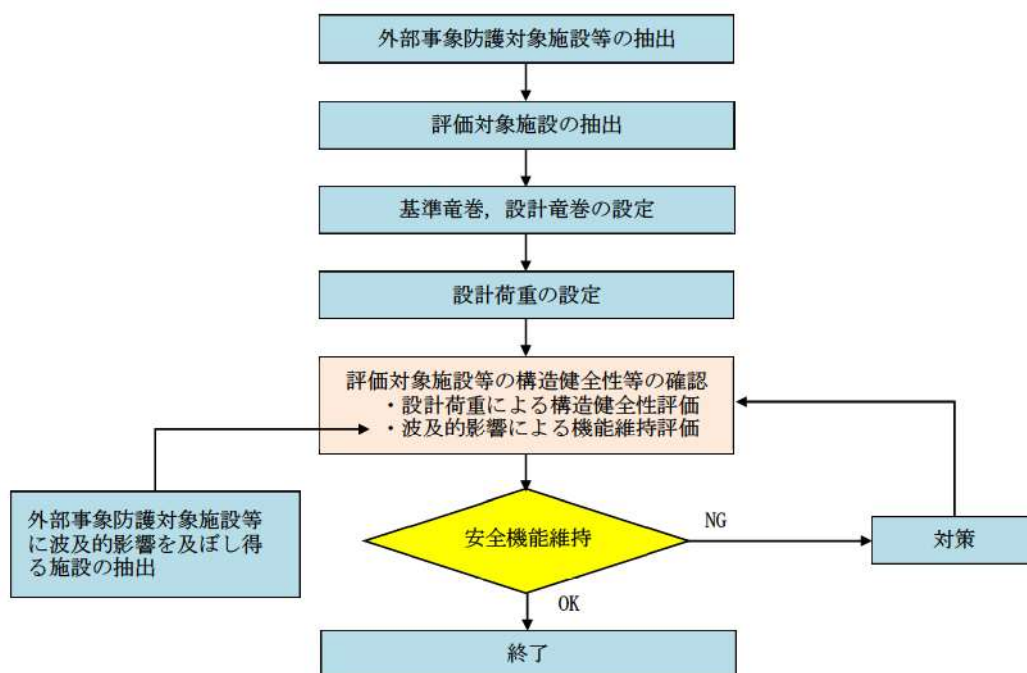 外部事象防護対象施設等の抽出
評価対象施設の抽出
基準竜巻，設計竜巻の設定
設計荷重の設定
評価対象施設等の構造健全性等の確認
・設計荷重による構造健全性評価
・波及的影響による機能維持評価
外部事象防護対象施設等
に波及的影響を及ぼし得
る施設の抽出
安全機能維持
NG
対策
OK
終了